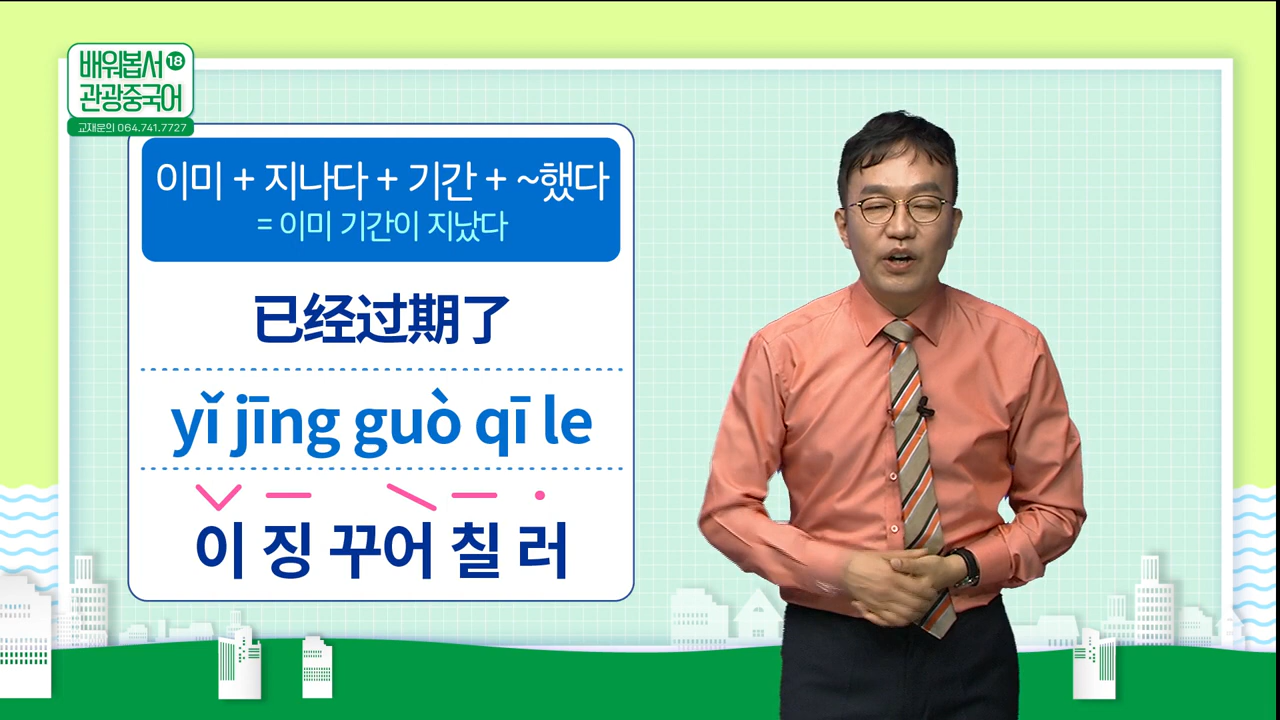 배워봅서 18
관광중국어
교재문의 064.741.7727
이미 + 지나다 + 기간 + ~했다
= 이미 기간이 지났다
已经过期了
yǐ jīng guò qī le
이 징 꾸어 칠 러